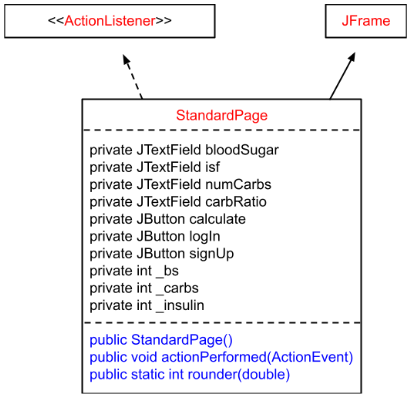 <<ActionListener>>
JFrame
StandardPage
private JTextField bloodSugar
private JTextField isf
private JTextField numCarbs
private JTextField carbRatio
private JButton calculate
private JButton logIn
private JButton signUp
private int _bs
private int _carbs
private int _insulin
public StandardPage()
public void actionPerformed(ActionEvent)
public static int rounder(double)